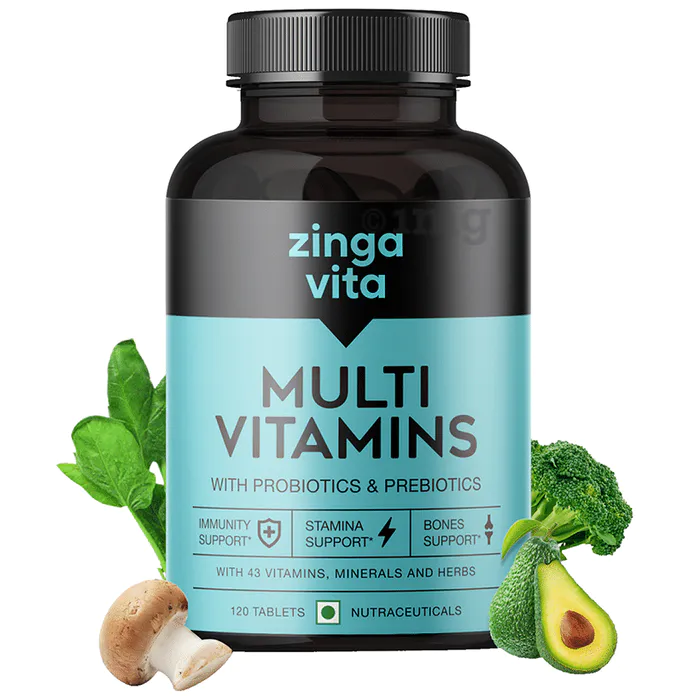 ©1mg
zinga
vita
MULTI
VITAMINS
WITH PROBIOTICS & PREBIOTICS
IMMUNITY
SUPPORT*
STAMINA
SUPPORT*
BONES
SUPPORT*
WITH 43 VITAMINS, MINERALS AND HERBS
120 TABLETS NUTRACEUTICALS